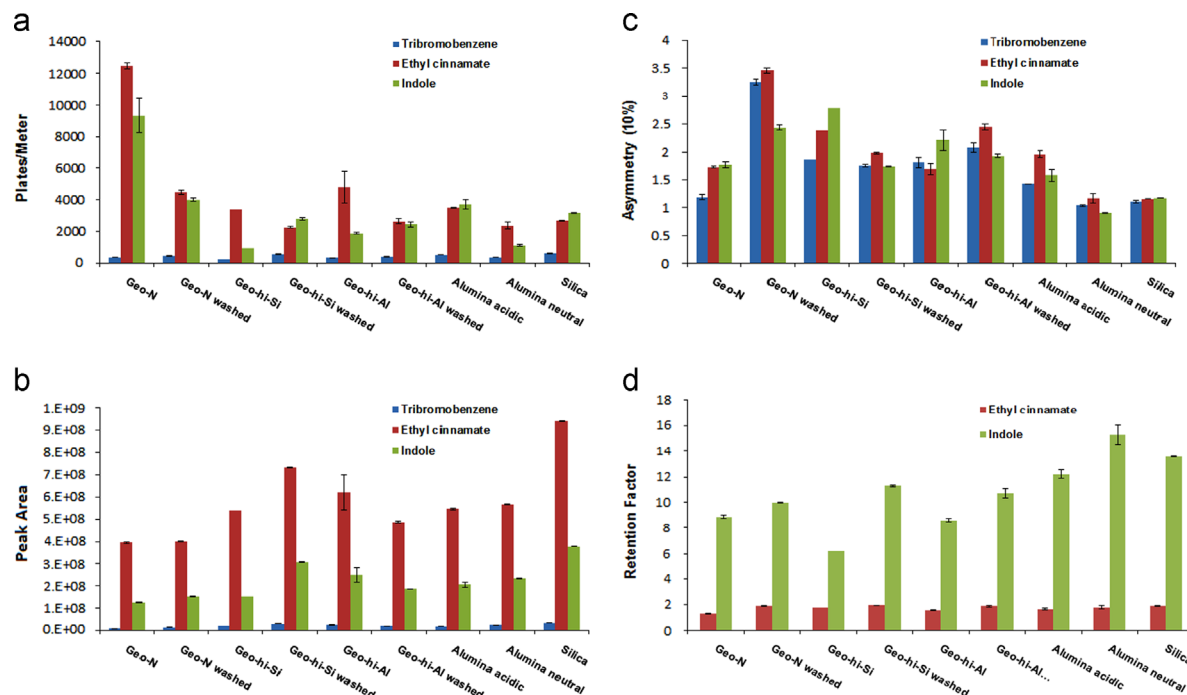 a
14000
12000
10000
8000
6000
4000
2000
0
Plates/Meter
Tribromobenzene
Ethyl cinnamate
Indole
Geo-N
Geo-N washed
Geo-hi-Si
Geo-hi-Si washed
Geo-hi-Al
Geo-hi-Al washed
Alumina acidic
Alumina neutral
Silica
c
4
3.5
3
2.5
2
1.5
1
0.5
0
Asymmetry (10%)
Tribromobenzene
Ethyl cinnamate
Indole
Geo-N
Geo-N washed
Geo-hi-Si
Geo-hi-Si washed
Geo-hi-Al
Geo-hi-Al washed
Alumina acidic
Alumina neutral
Silica
b
1.E+09
9.E+08
8.E+08
7.E+08
6.E+08
5.E+08
4.E+08
3.E+08
2.E+08
1.E+08
0.E+00
Peak Area
Tribromobenzene
Ethyl cinnamate
Indole
Geo-N
Geo-N washed
Geo-hi-Si
Geo-hi-Si washed
Geo-hi-Al
Geo-hi-Al washed
Alumina acidic
Alumina neutral
Silica
d
18
16
14
12
10
8
6
4
2
0
Retention Factor
Ethyl cinnamate
Indole
Geo-N
Geo-N washed
Geo-hi-Si
Geo-hi-Si washed
Geo-hi-Al
Geo-hi-Al...
Alumina acidic
Alumina neutral
Silica